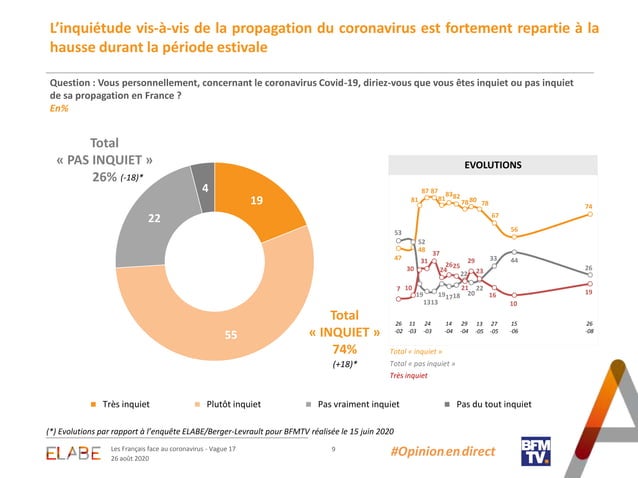 L’inquiétude vis-à-vis de la propagation du coronavirus est fortement repartie à la
hausse durant la période estivale
Question : Vous personnellement, concernant le coronavirus Covid-19, diriez-vous que vous êtes inquiet ou pas inquiet
de sa propagation en France ?
En%
Total
« PAS INQUIET »
26% (-18)*
4
19
22
55
Total
« INQUIET »
74%
(+18)*
EVOLUTIONS
87 87
81 81 83 82 78 80 78
74
67
56
53 52
47 48
44
37
33
30 31
24 26 25 22 29 23
26
7 10 19 13 13 19 17 18 21 20 22
16
10
19
26 11 24 14 29 13 27 15 26
-02 -03 -03 -04 -04 -05 -05 -06 -08
Total « inquiet »
Total « pas inquiet »
Très inquiet
Très inquiet Plutôt inquiet Pas vraiment inquiet Pas du tout inquiet
(*) Evolutions par rapport à l’enquête ELABE/Berger-Levrault pour BFMTV réalisée le 15 juin 2020
ELABE
Les Français face au coronavirus - Vague 17
26 août 2020
9
#Opinionendirect
BFM
TV.